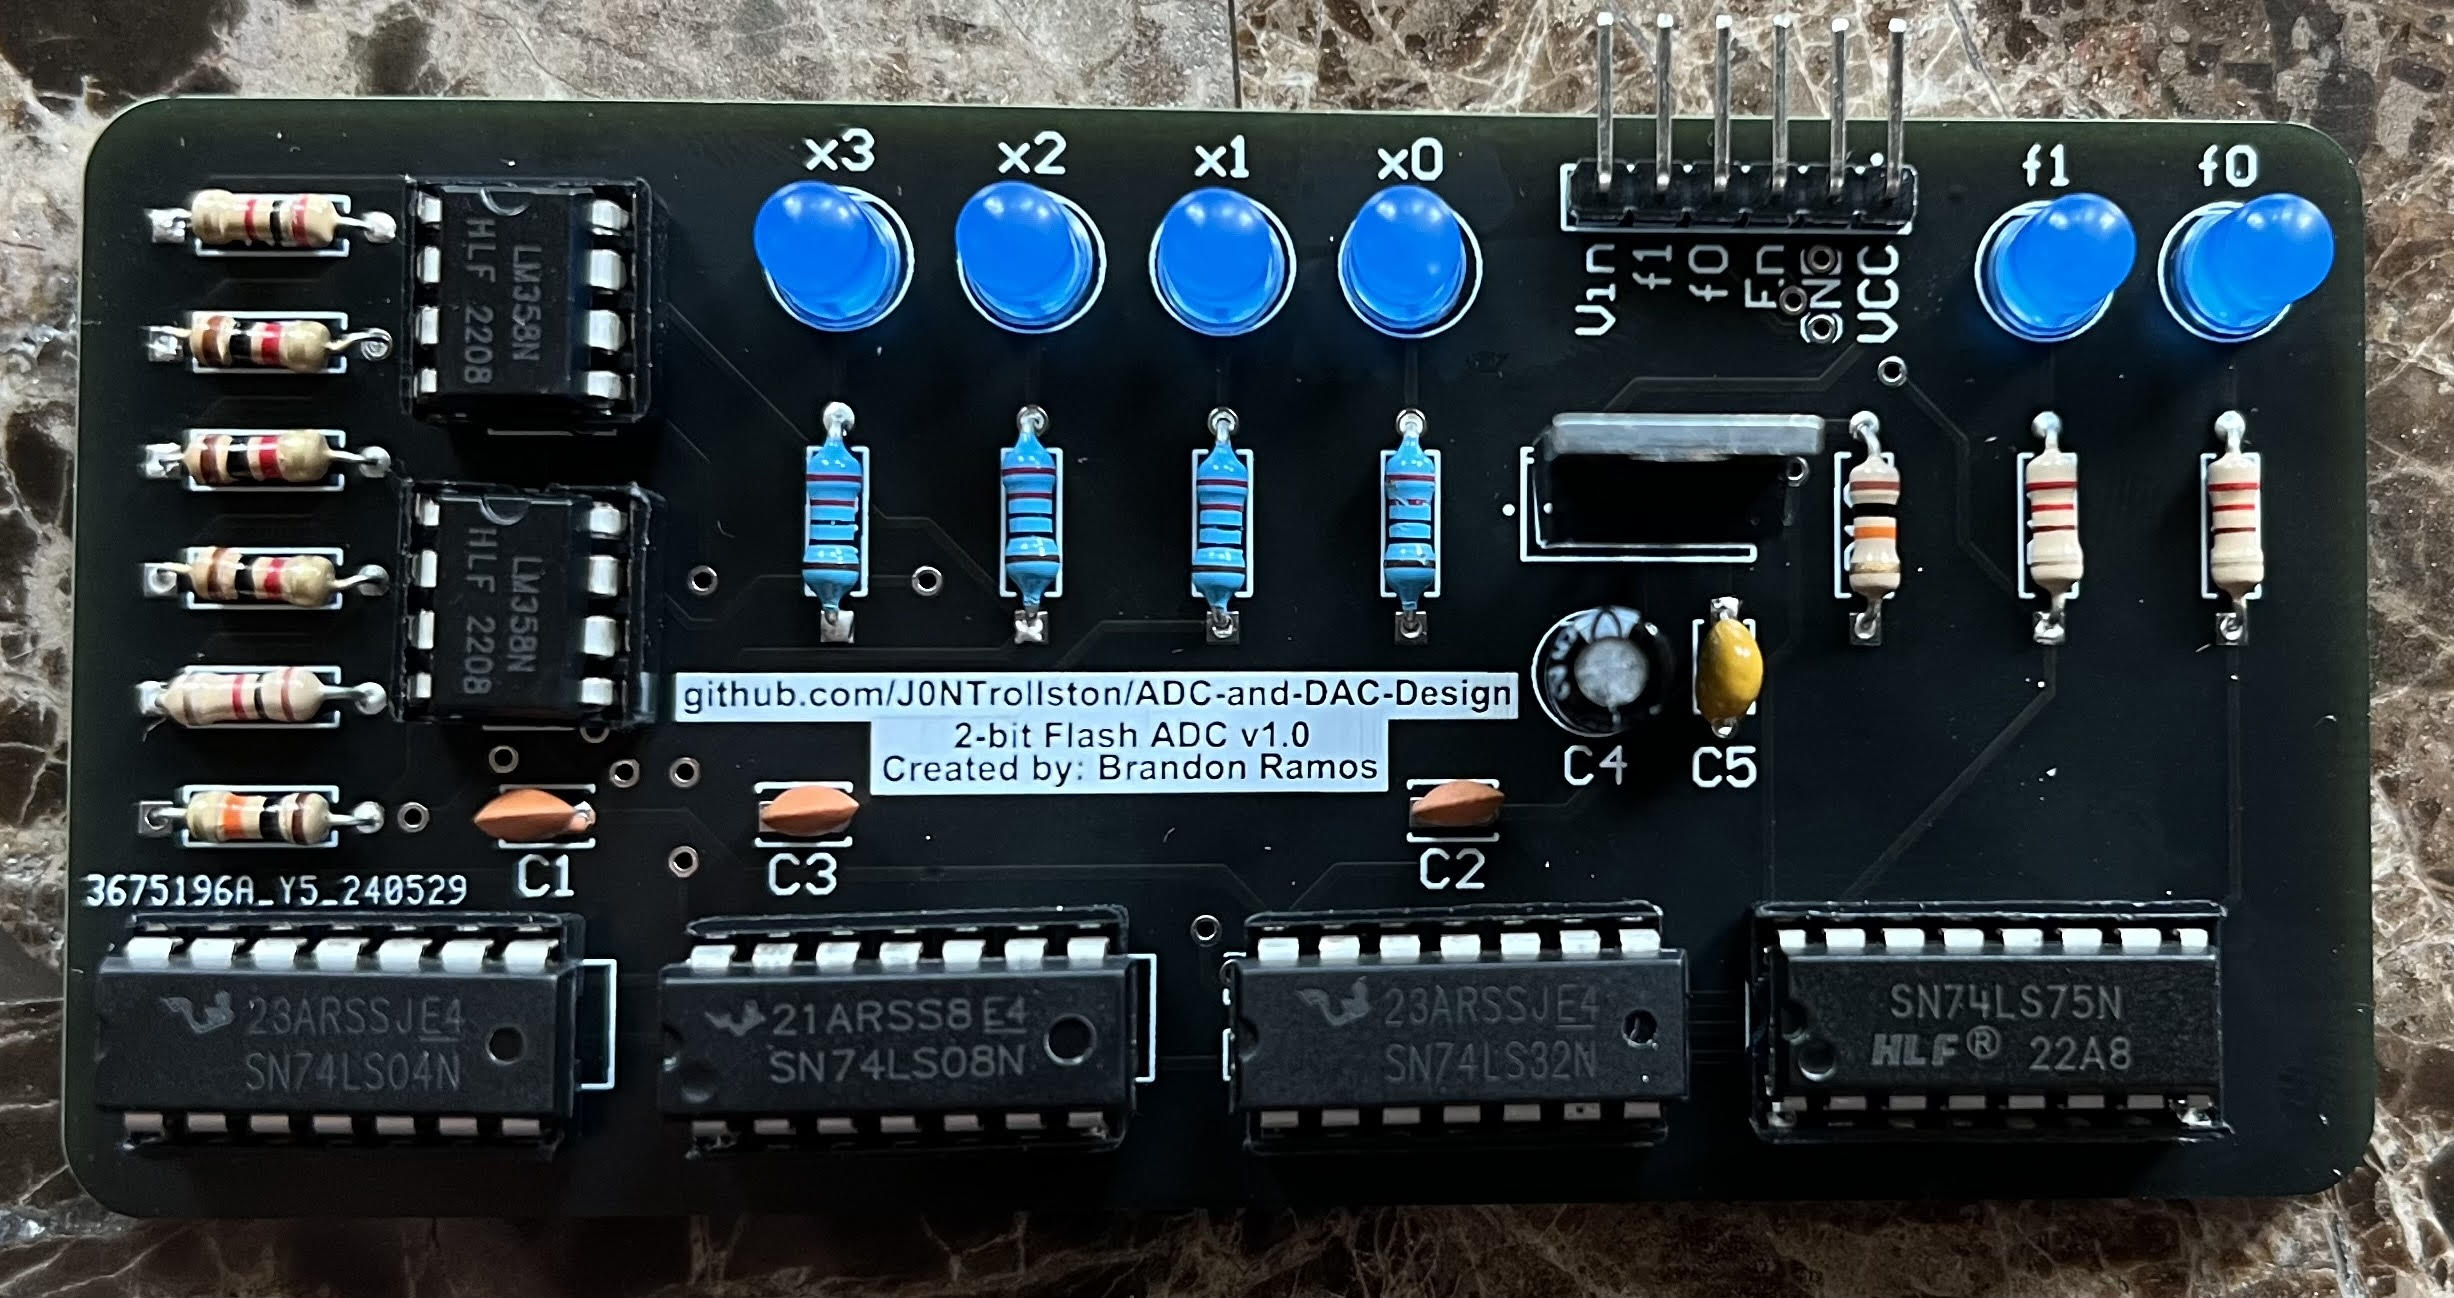 x3
x2
x1
x0
f1
f0
Vin
f1
f0
En
GND
VCC
HLF 2208
LM358N
HLF 2208
LM358N
github.com/J0NTrollston/ADC-and-DAC-Design
2-bit Flash ADC v1.0
Created by: Brandon Ramos
C4
C5
C1
C3
C2
3675196A_Y5_240529
23ARSSJE4
SN74LS04N
21ARSS8E4
SN74LS08N
23ARSSJE4
SN74LS32N
SN74LS75N
HLF® 22A8